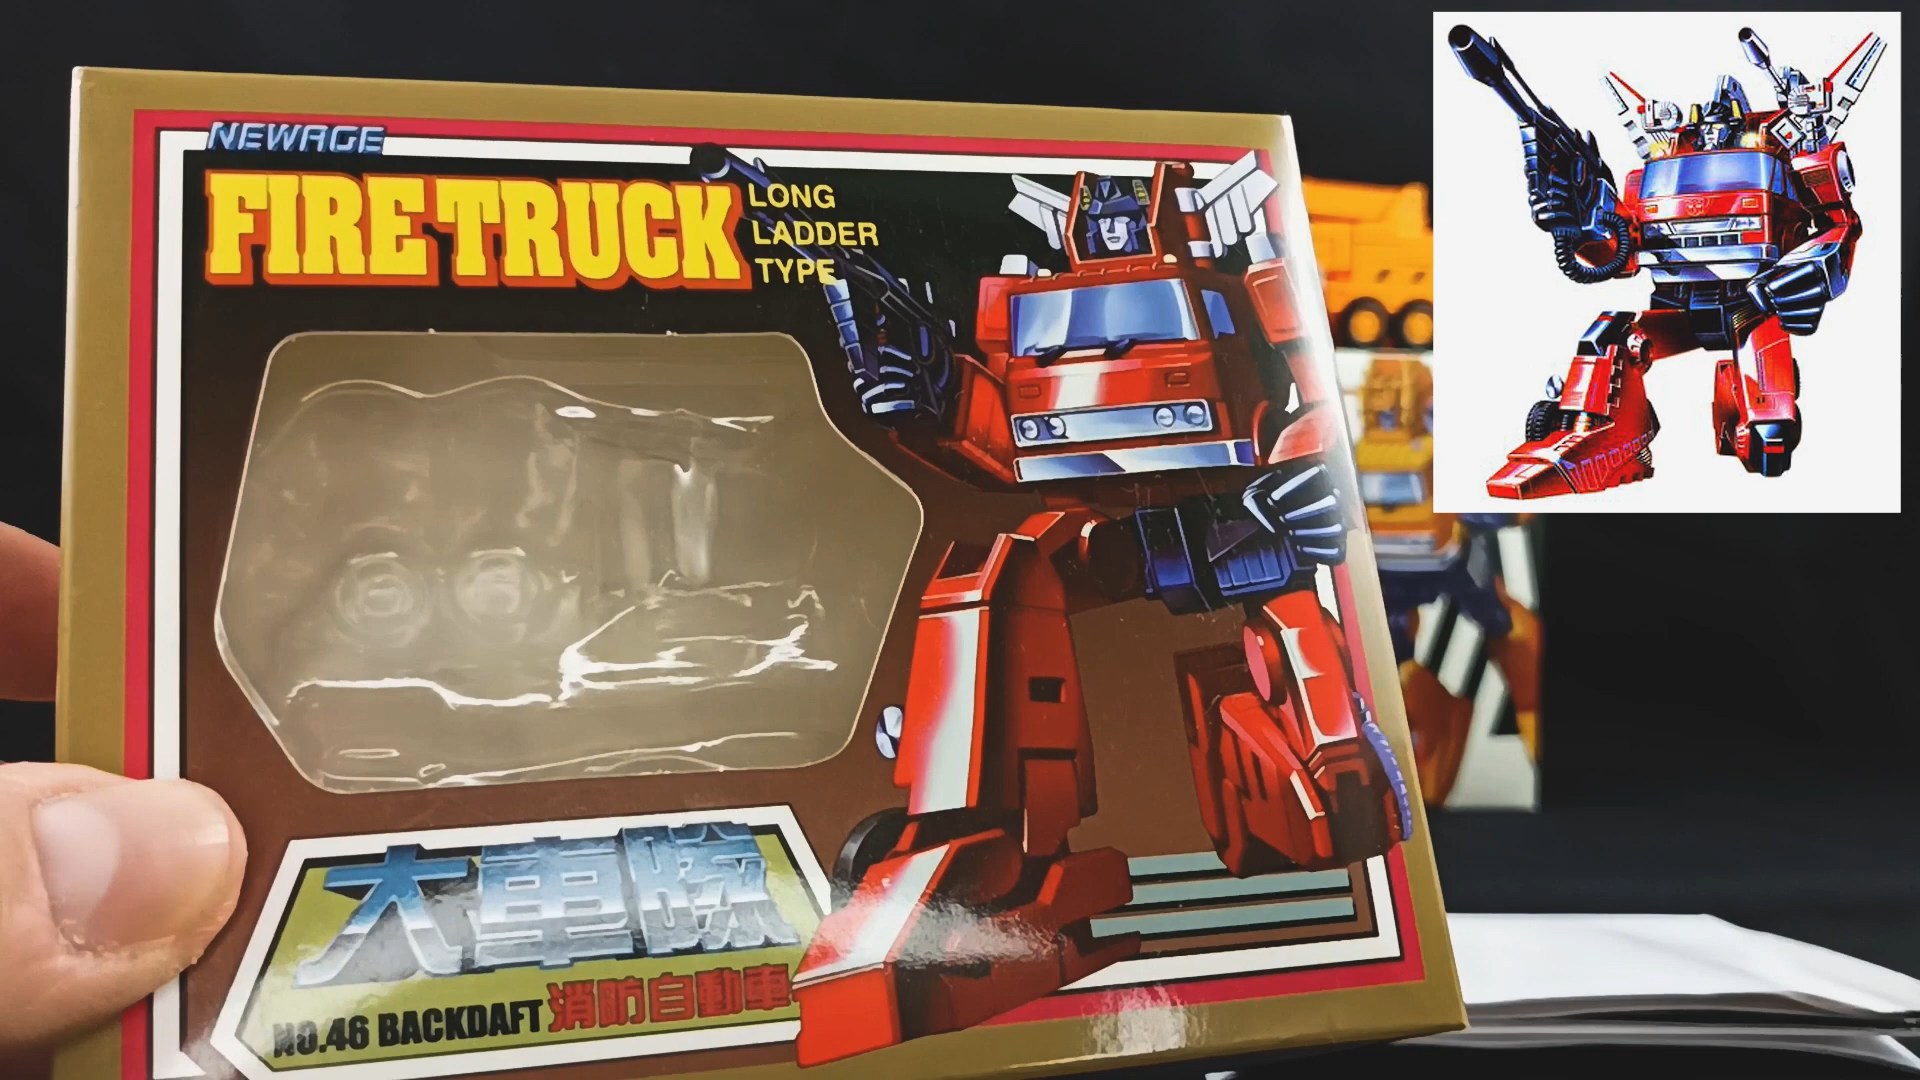 NEWAGE
FIRE TRUCK
LONG
LADDER
TYPE
大車隊
NO.46 BACKDAFT 消防自動車